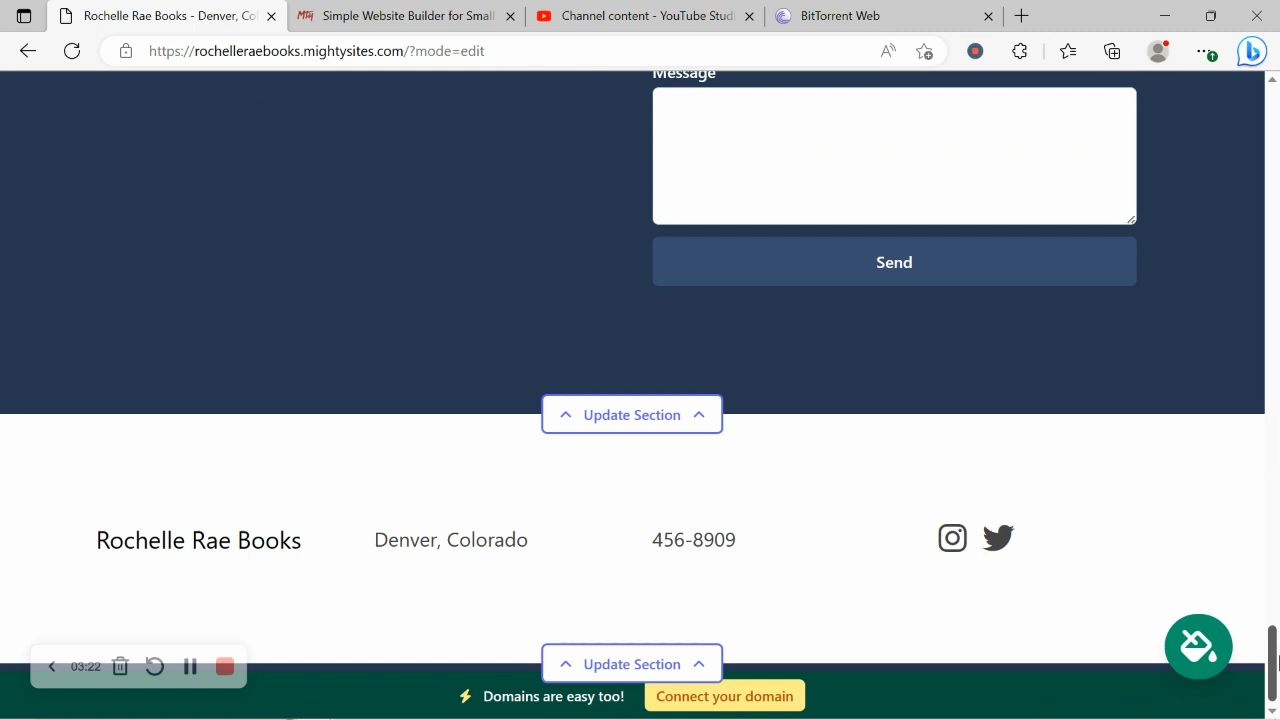 Rochelle Rae Books - Denver, Col
Simple Website Builder for Small
Channel content - YouTube Studi
BitTorrent Web
https://rochelleraebooks.mightysites.com/?mode=edit
Message
Send
Update Section
Rochelle Rae Books Denver, Colorado 456-8909
03:22
Update Section
Domains are easy too! Connect your domain